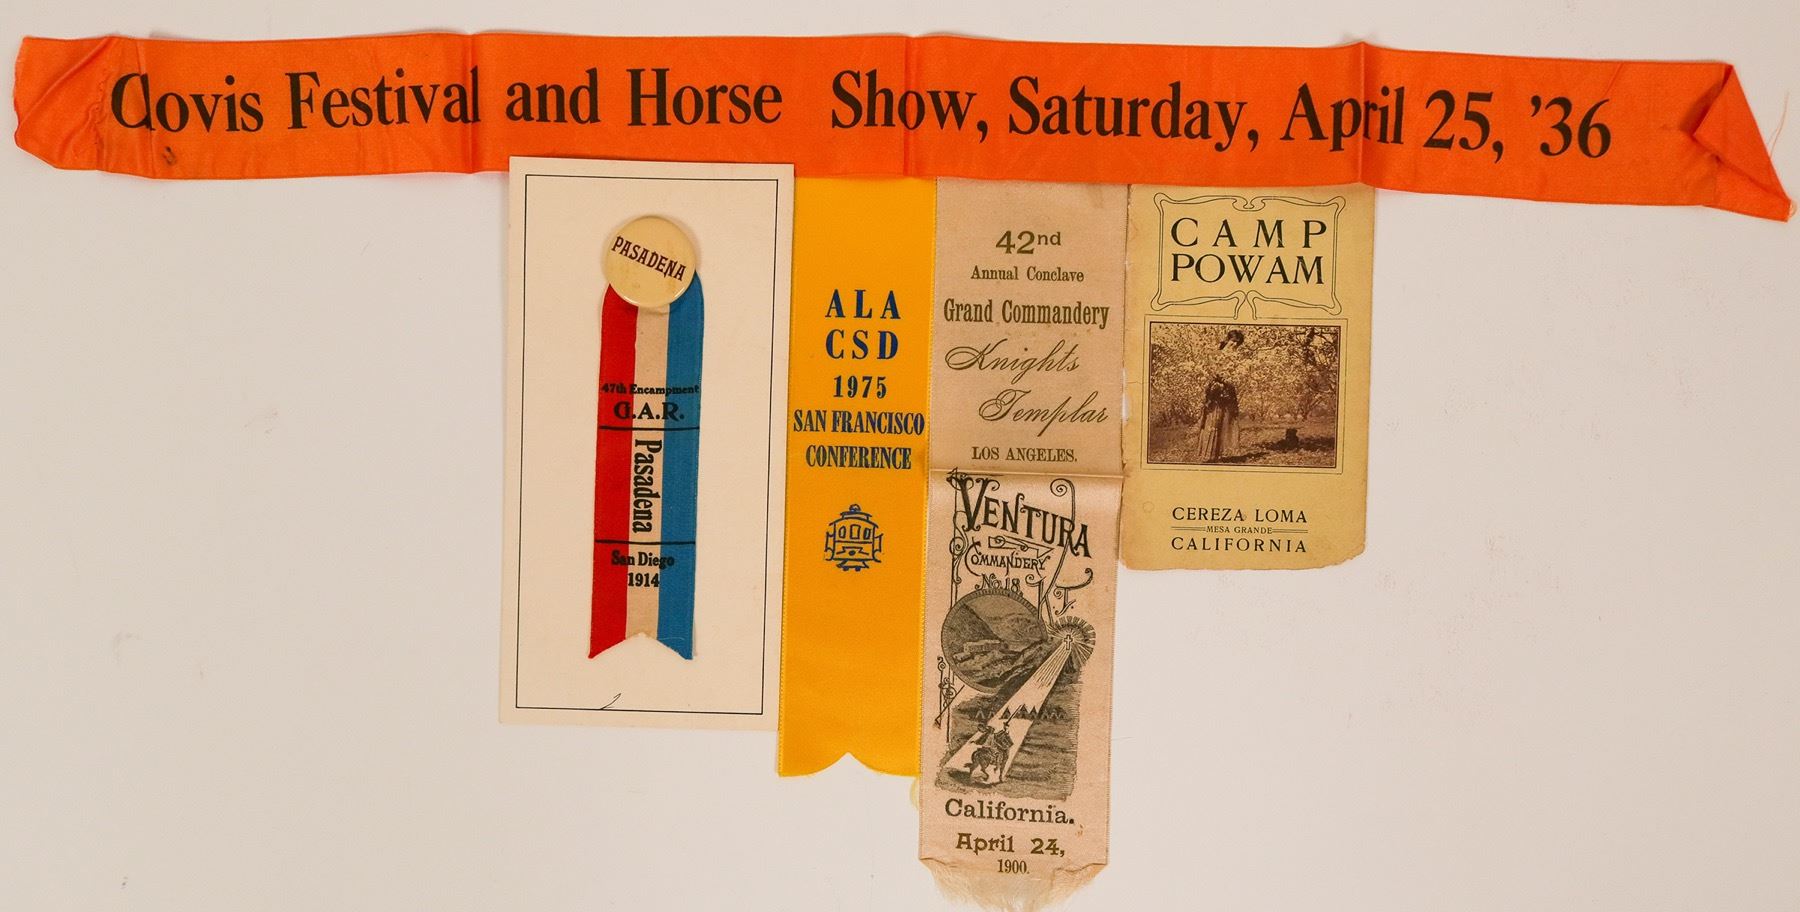 Clovis Festival and Horse Show, Saturday, April 25, '36
PASADENA
47th Encampment
G.A.R.
Pasadena
San Diego
1914
ALA
CSD
1975
SAN FRANCISCO
CONFERENCE
42nd
Annual Conclave
Grand Commandery
Knights
Templar
LOS ANGELES.
VENTURA
COMMANDERY
No. 18
K.T.
California.
April 24,
1900.
CAMP
POWAM
CEREZA LOMA
MESA GRANDE
CALIFORNIA